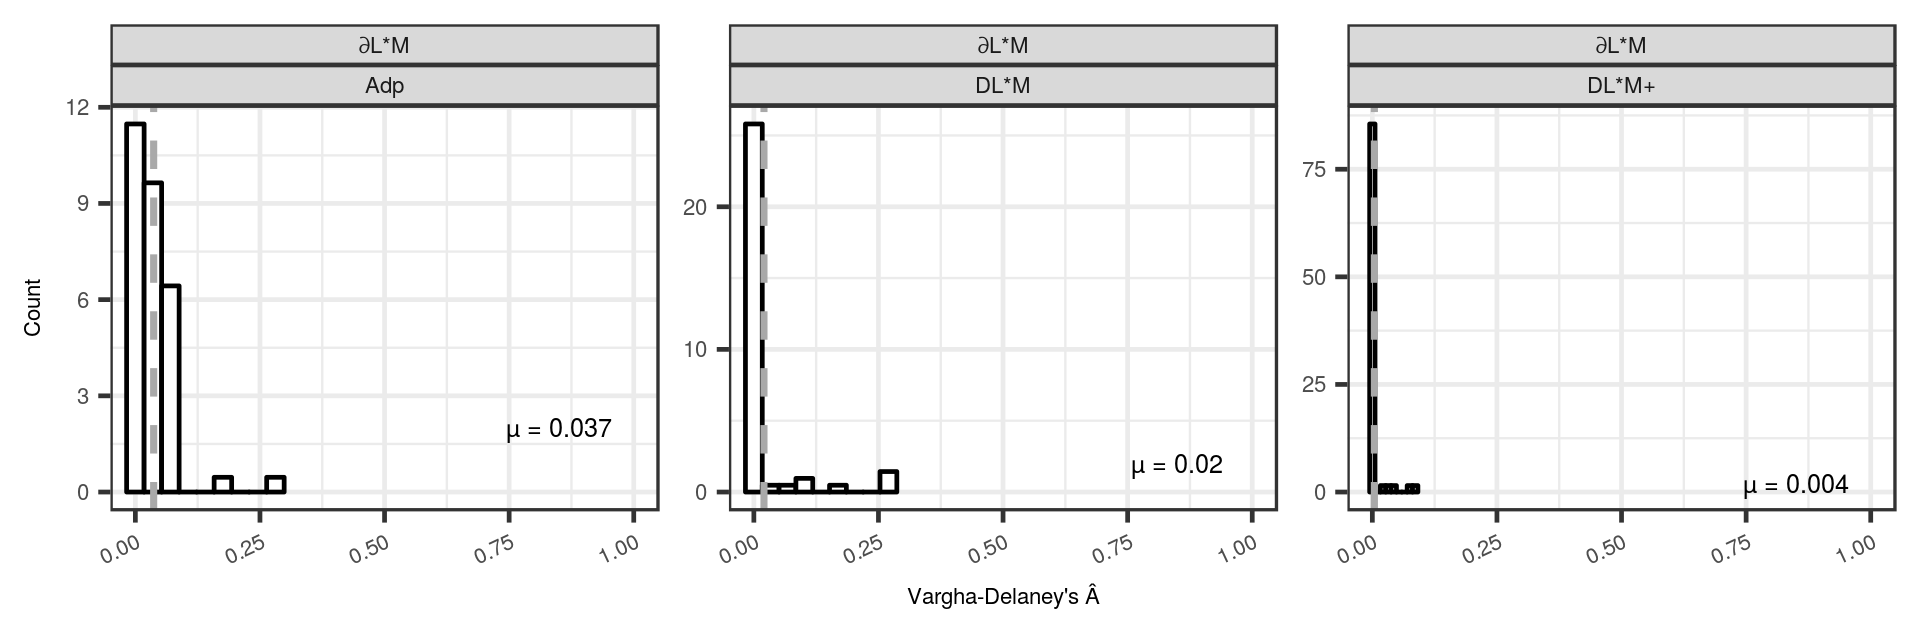 ∂L*M
∂L*M
∂L*M
Adp
DL*M
DL*M+
12
9
6
3
0
20
10
0
75
50
25
0
Count
µ = 0.037
µ = 0.02
µ = 0.004
0.00 0.25 0.50 0.75 1.00
0.00 0.25 0.50 0.75 1.00
0.00 0.25 0.50 0.75 1.00
Vargha-Delaney's Â